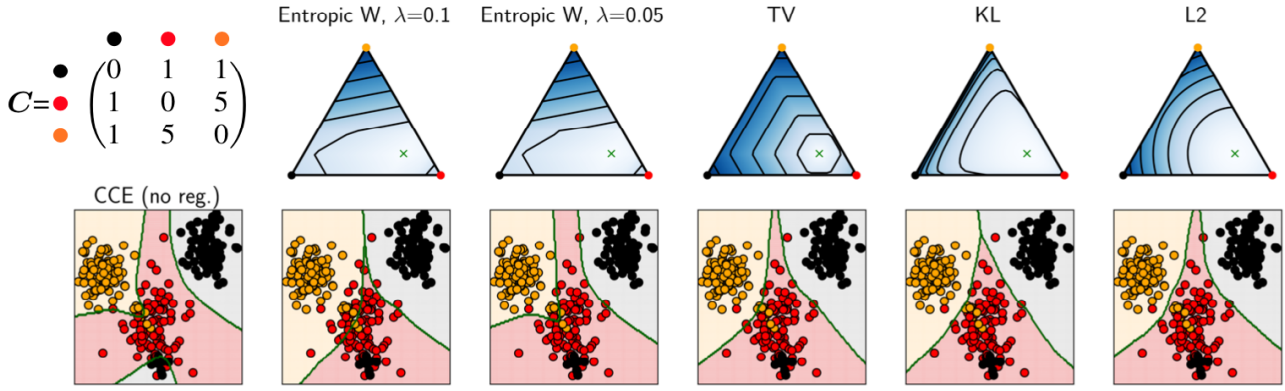 Entropic W, λ=0.1
Entropic W, λ=0.05
TV
KL
L2
C=
0 1 1
1 0 5
1 5 0
CCE (no reg.)